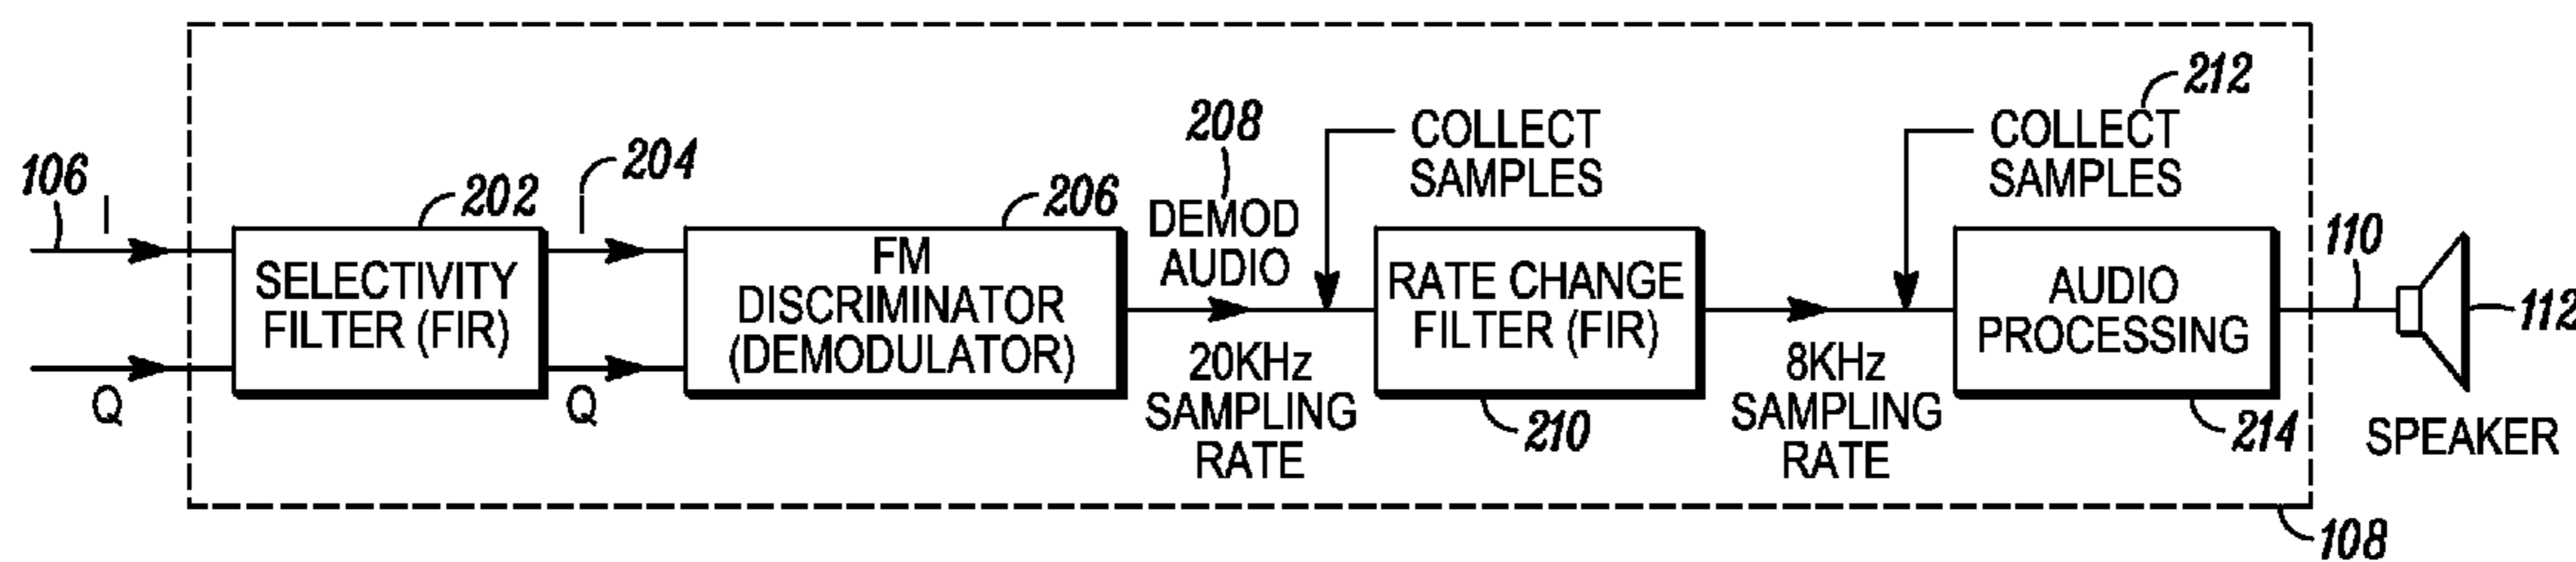 106
I
Q
202
SELECTIVITY
FILTER (FIR)
204
I
Q
206
FM
DISCRIMINATOR
(DEMODULATOR)
208
DEMOD
AUDIO
20KHz
SAMPLING
RATE
COLLECT
SAMPLES
RATE CHANGE
FILTER (FIR)
210
8KHz
SAMPLING
RATE
212
COLLECT
SAMPLES
AUDIO
PROCESSING
214
110
112
SPEAKER
108